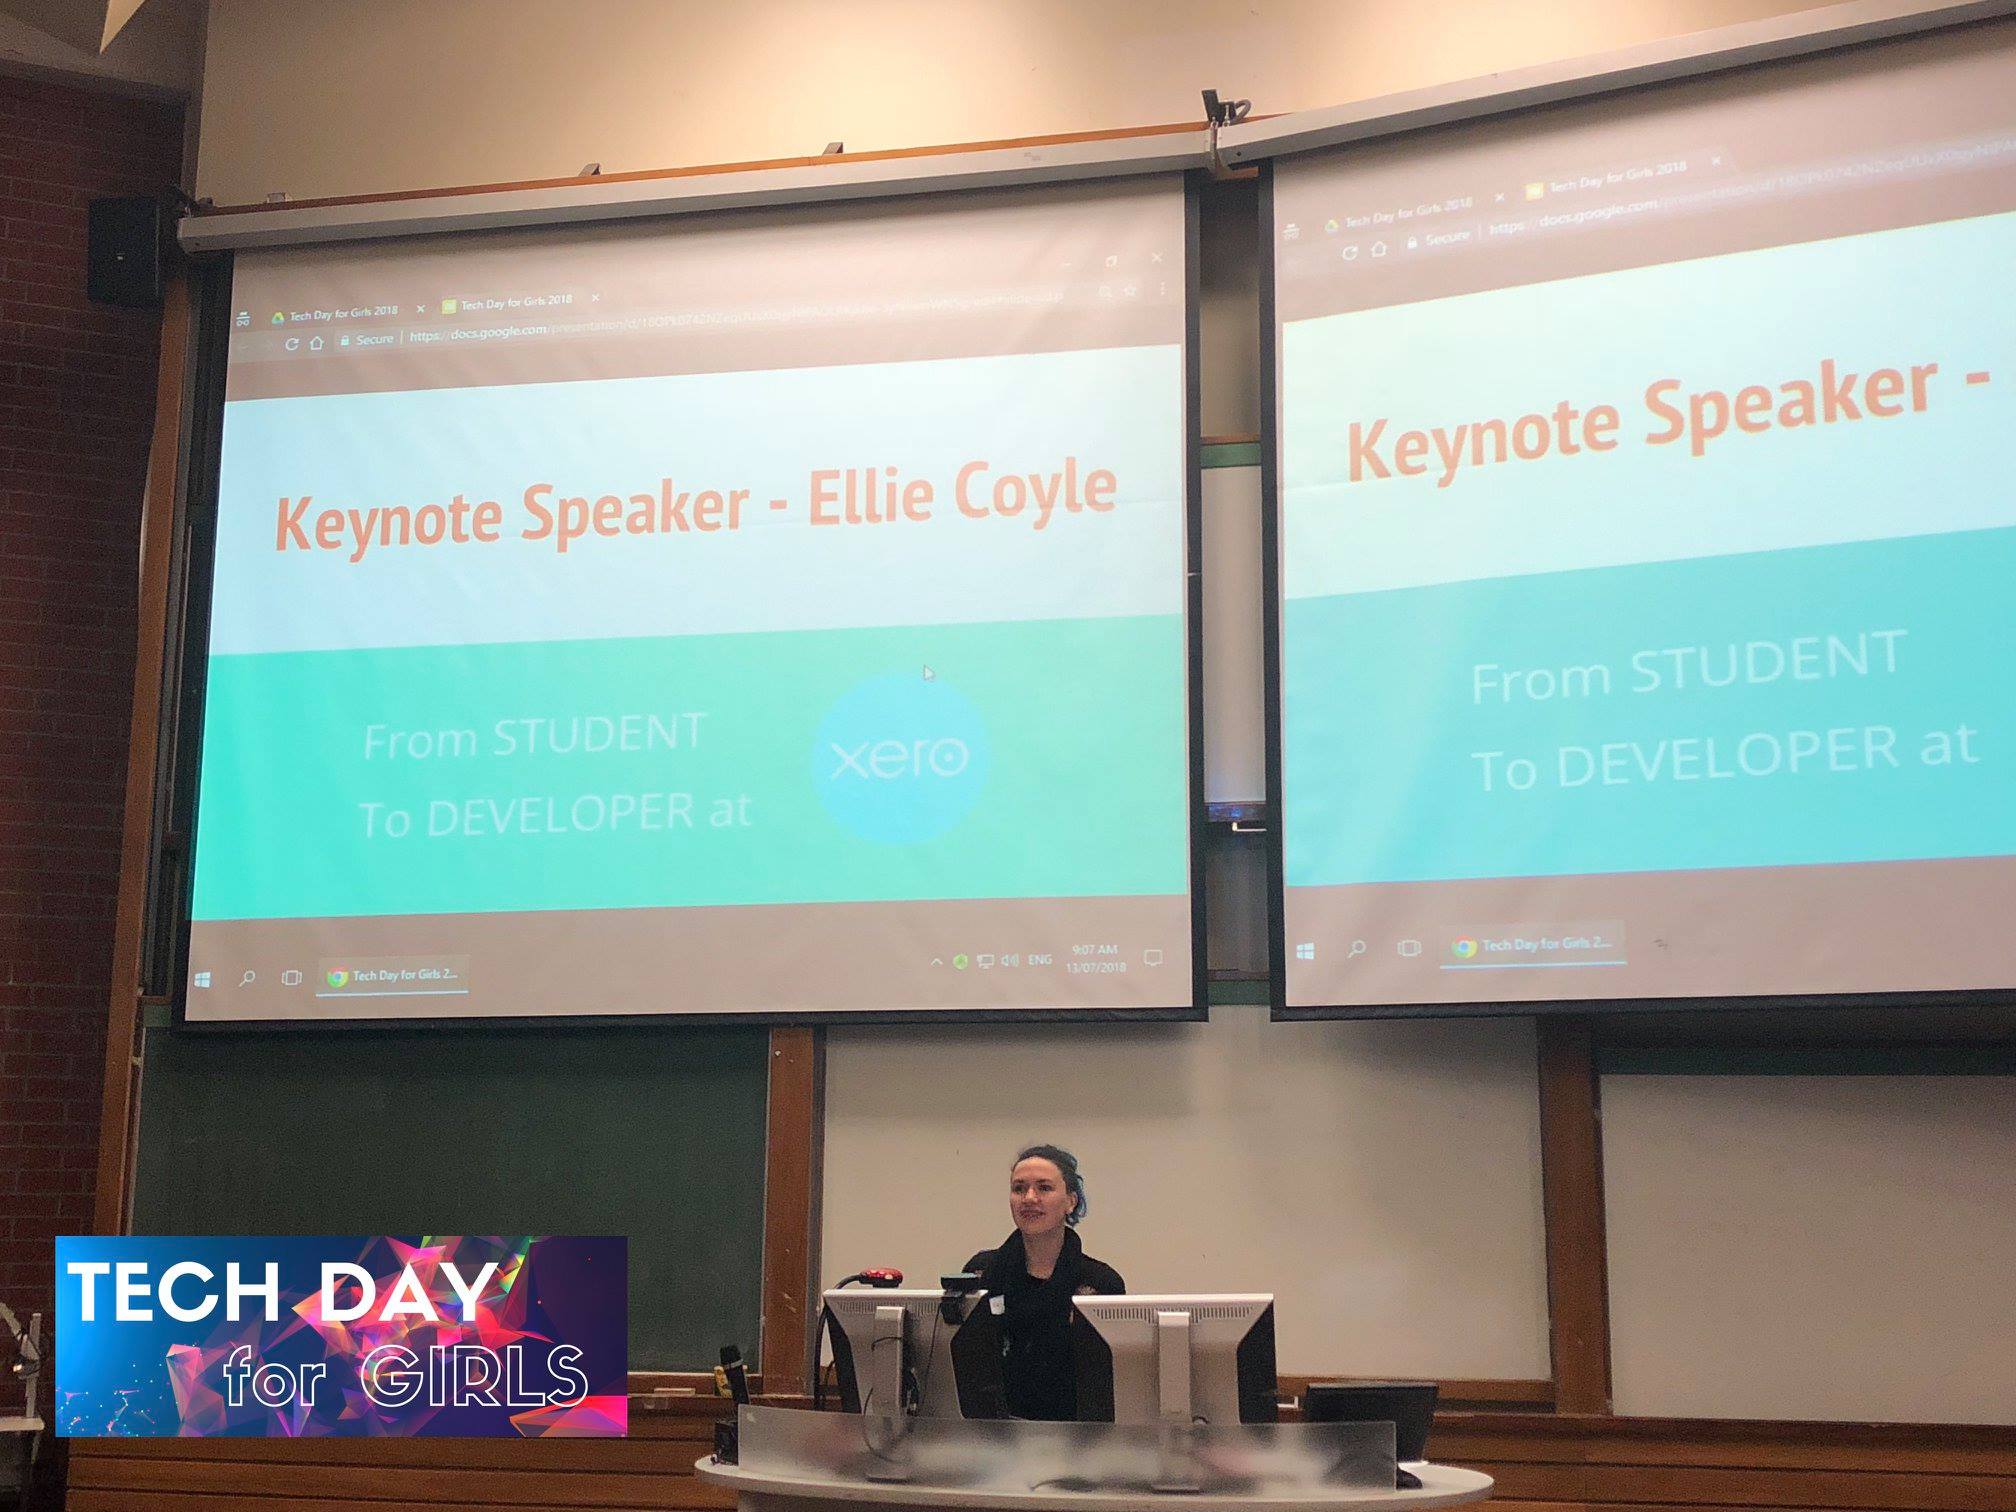 Tech Day for Girls 2018
Tech Day for Girls 2018
Secure
https://docs.google.com/presentation/d/
Keynote Speaker - Ellie Coyle
From STUDENT
To DEVELOPER at
xero
Tech Day for Girls 2...
ENG
9:07 AM
13/07/2018
Tech Day for Girls 2018
Tech Day for Girls 2018
Secure
https://docs.google.com/presentation/d/
Keynote Speaker -
From STUDENT
To DEVELOPER at
Tech Day for Girls 2...
TECH DAY
for GIRLS